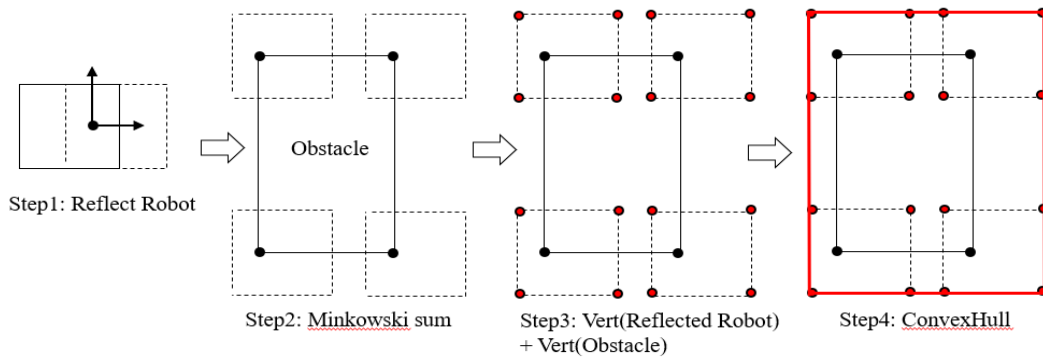 Obstacle
Step1: Reflect Robot
Step2: Minkowski sum
Step3: Vert(Reflected Robot)
+ Vert(Obstacle)
Step4: ConvexHull